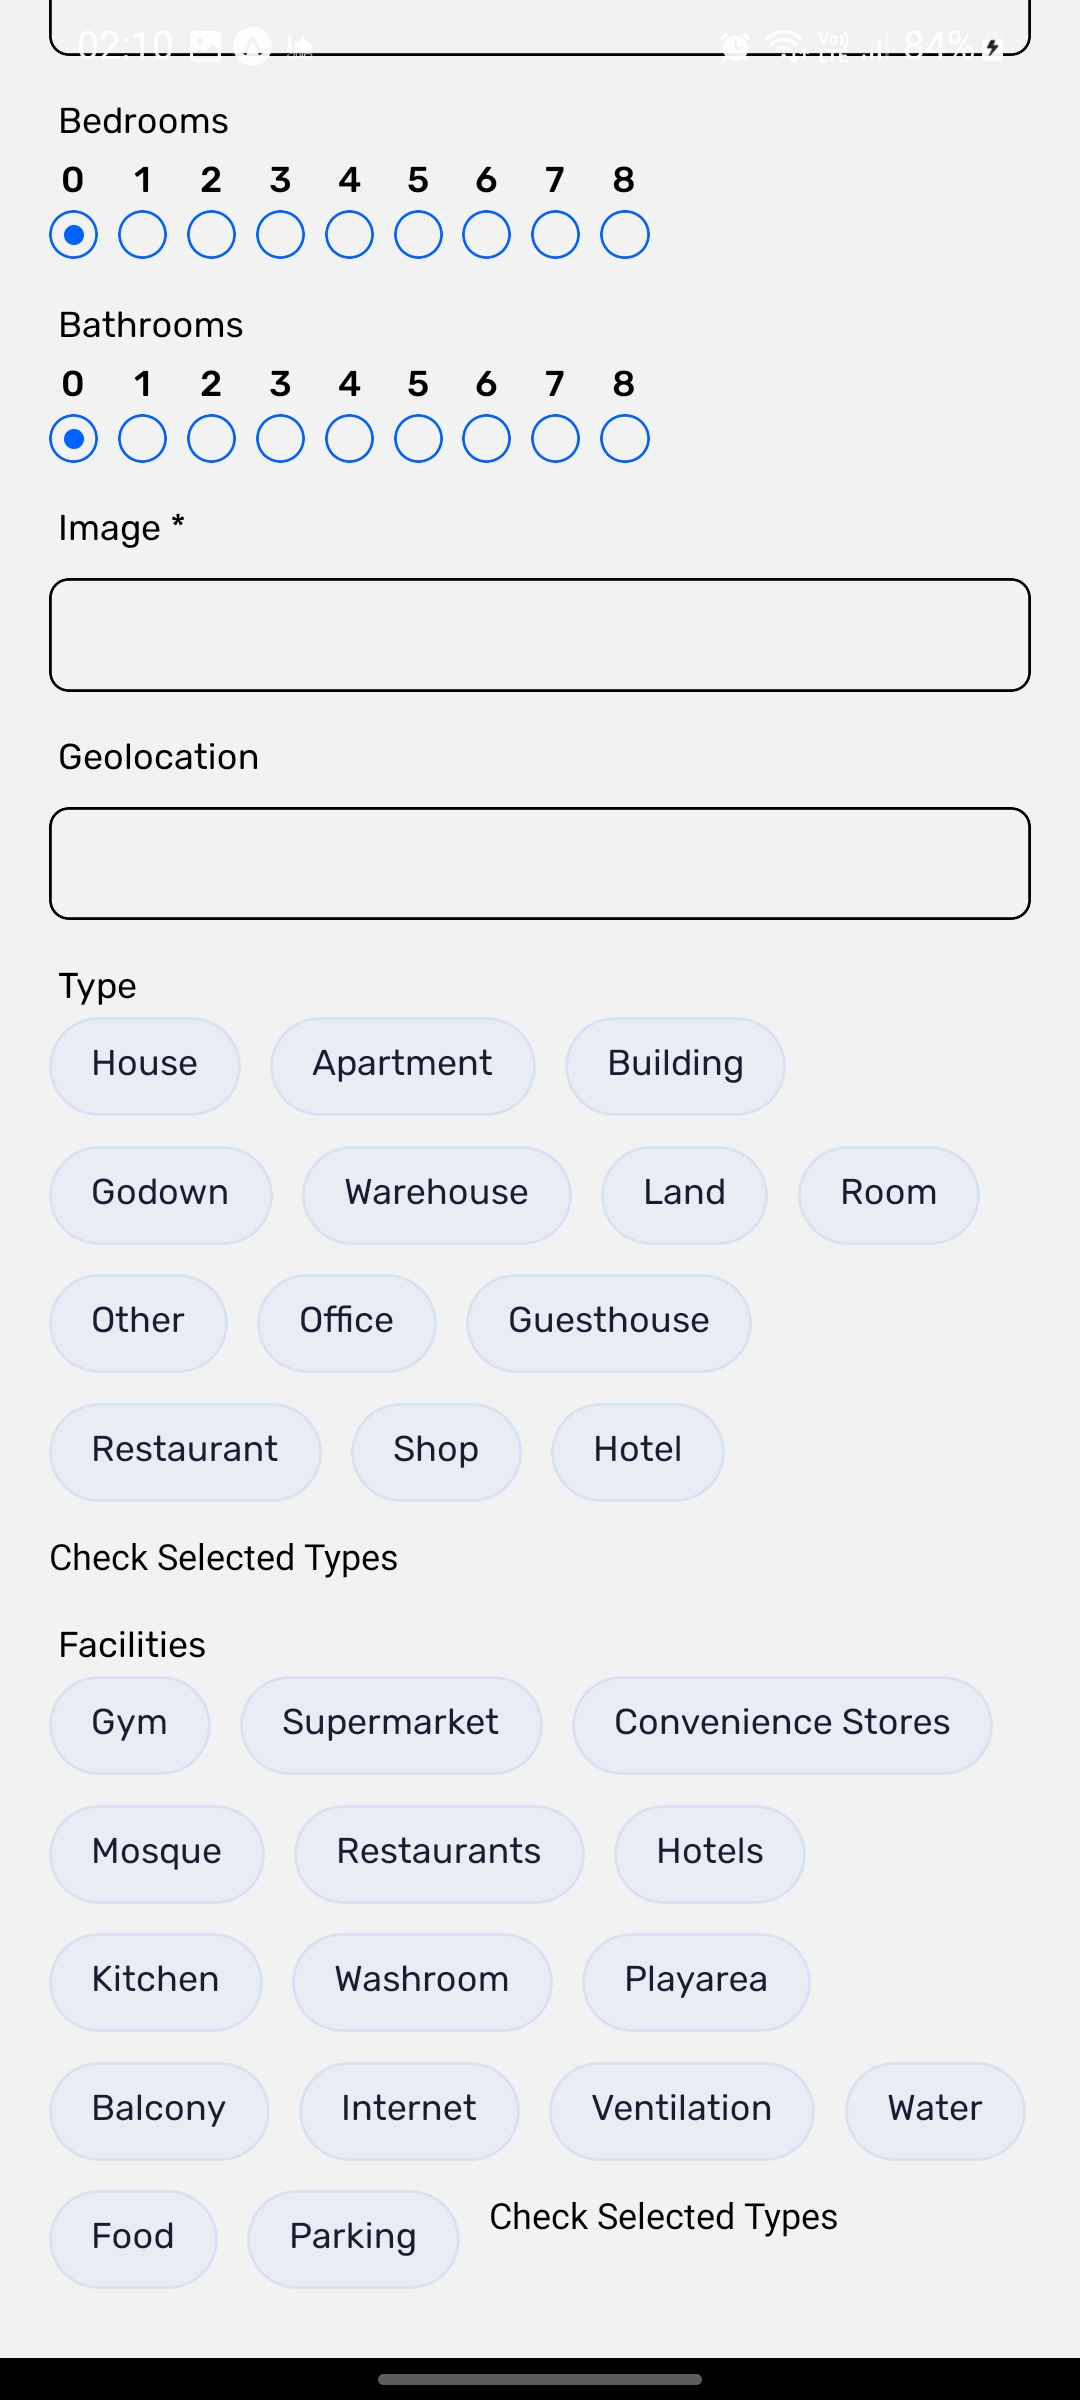 02:10 84%
Bedrooms
0 1 2 3 4 5 6 7 8
Bathrooms
0 1 2 3 4 5 6 7 8
Image *
Geolocation
Type
House Apartment Building
Godown Warehouse Land Room
Other Office Guesthouse
Restaurant Shop Hotel
Check Selected Types
Facilities
Gym Supermarket Convenience Stores
Mosque Restaurants Hotels
Kitchen Washroom Playarea
Balcony Internet Ventilation Water
Food Parking Check Selected Types